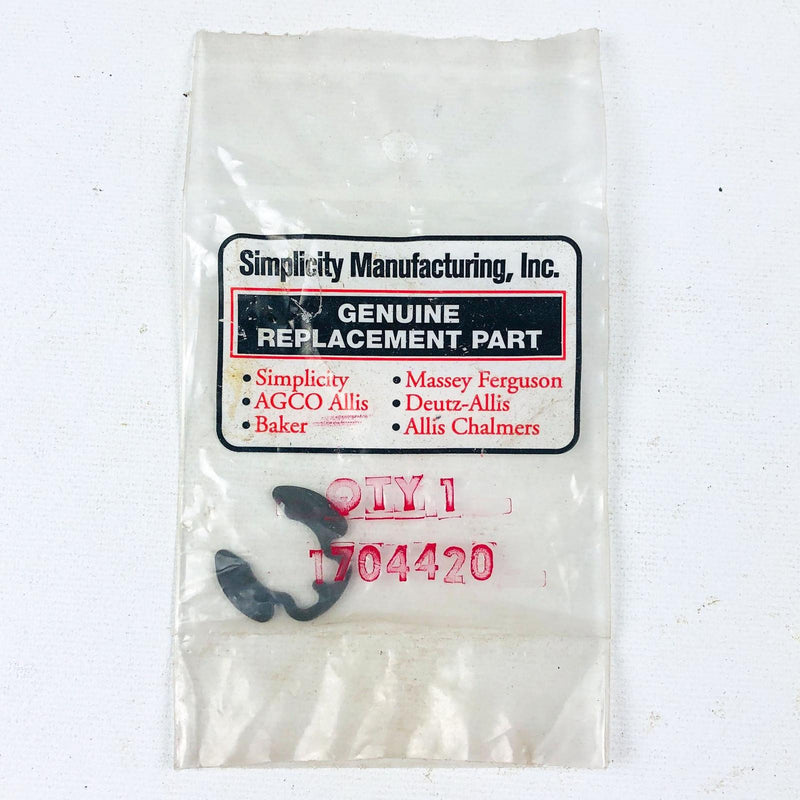 Simplicity Manufacturing, Inc.
GENUINE
REPLACEMENT PART
• Simplicity
• AGCO Allis
• Baker
• Massey Ferguson
• Deutz-Allis
• Allis Chalmers
QTY 1
1704420